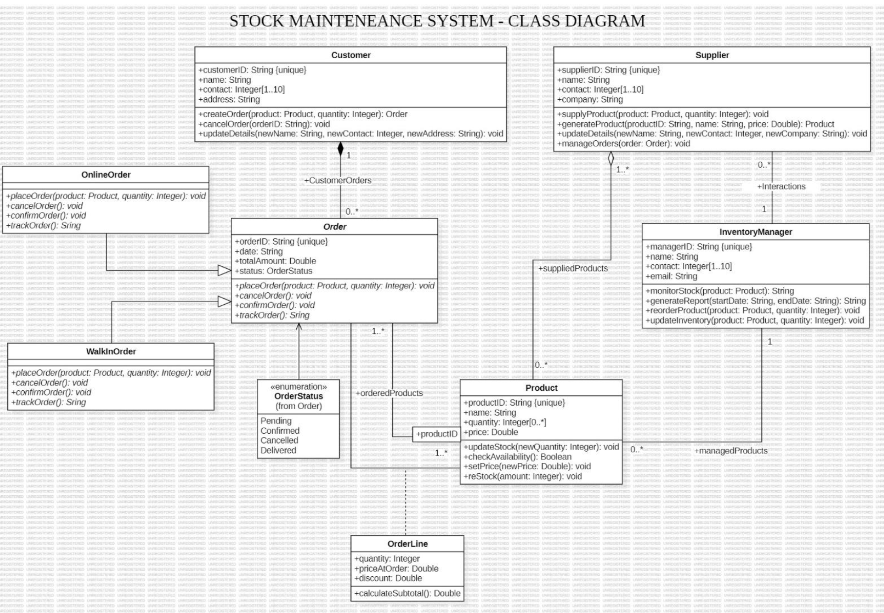 STOCK MAINTENEANCE SYSTEM - CLASS DIAGRAM
Customer
+customerID: String {unique}
+name: String
+contact: Integer[1..10]
+address: String
+createOrder(product: Product, quantity: Integer): Order
+cancelOrder(orderID: String): void
+updateDetails(newName: String, newContact: Integer, newAddress: String): void
Supplier
+supplierID: String {unique}
+name: String
+contact: Integer[1..10]
+company: String
+supplyProduct(product: Product, quantity: Integer): void
+generateProduct(productID: String, name: String, price: Double): Product
+updateDetails(newName: String, newContact: Integer, newCompany: String): void
+manageOrders(order: Order): void
1
+CustomerOrders
0..*
1..*
0..*
+Interactions
1
OnlineOrder
+placeOrder(product: Product, quantity: Integer): void
+cancelOrder(): void
+confirmOrder(): void
+trackOrder(): Sring
Order
+orderID: String {unique}
+date: String
+totalAmount: Double
+status: OrderStatus
+placeOrder(product: Product, quantity: Integer): void
+cancelOrder(): void
+confirmOrder(): void
+trackOrder(): Sring
InventoryManager
+managerID: String {unique}
+name: String
+contact: Integer[1..10]
+email: String
+monitorStock(product: Product): String
+generateReport(startDate: String, endDate: String): String
+reorderProduct(product: Product, quantity: Integer): void
+updateInventory(product: Product, quantity: Integer): void
+suppliedProducts
0..*
1
WalkInOrder
+placeOrder(product: Product, quantity: Integer): void
+cancelOrder(): void
+confirmOrder(): void
+trackOrder(): Sring
1..*
+orderedProducts
+productID
1..*
«enumeration»
OrderStatus
(from Order)
Pending
Confirmed
Cancelled
Delivered
Product
+productID: String {unique}
+name: String
+quantity: Integer[0..*]
+price: Double
+updateStock(newQuantity: Integer): void
+checkAvailability(): Boolean
+setPrice(newPrice: Double): void
+reStock(amount: Integer): void
0..*
+managedProducts
OrderLine
+quantity: Integer
+priceAtOrder: Double
+discount: Double
+calculateSubtotal(): Double